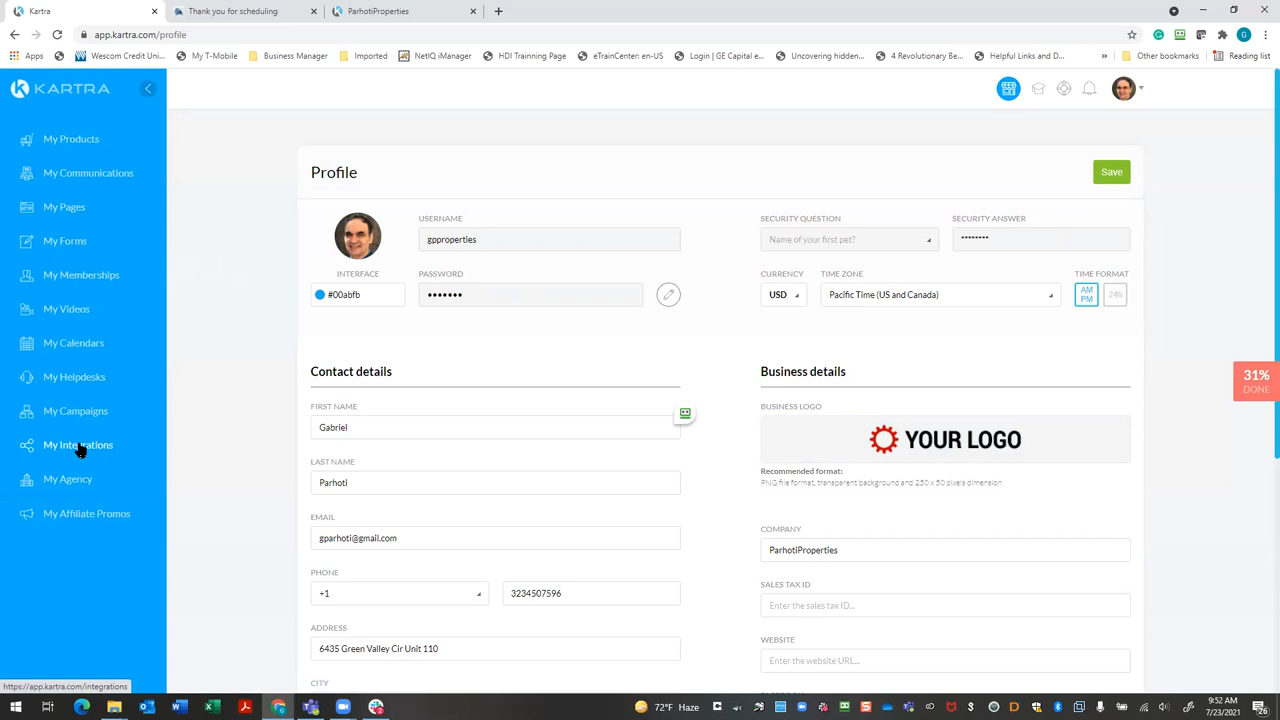 Kartra
Thank you for scheduling
ParhotiProperties
app.kartra.com/profile
Apps
Wescom Credit Uni...
My T-Mobile
Business Manager
Imported
NetIQ iManager
HDI Training Page
eTrainCenter: en-US
Login | GE Capital e...
Uncovering hidden...
4 Revolutionary Be...
Helpful Links and D...
Other bookmarks
Reading list
KARTRA
My Products
My Communications
My Pages
My Forms
My Memberships
My Videos
My Calendars
My Helpdesks
My Campaigns
My Integrations
My Agency
My Affiliate Promos
Profile
Save
USERNAME
gpproperties
SECURITY QUESTION
Name of your first pet?
SECURITY ANSWER
INTERFACE
#00abfb
PASSWORD
CURRENCY
USD
TIME ZONE
Pacific Time (US and Canada)
TIME FORMAT
AM
PM
24h
31%
DONE
Contact details
FIRST NAME
Gabriel
LAST NAME
Parhoti
EMAIL
gparhoti@gmail.com
PHONE
+1
3234507596
ADDRESS
6435 Green Valley Cir Unit 110
CITY
Business details
BUSINESS LOGO
YOUR LOGO
Recommended format:
PNG file format, transparent background and 250 x 50 pixels dimension
COMPANY
ParhotiProperties
SALES TAX ID
Enter the sales tax ID...
WEBSITE
Enter the website URL...
https://app.kartra.com/integrations
72°F Haze
9:52 AM
7/23/2021